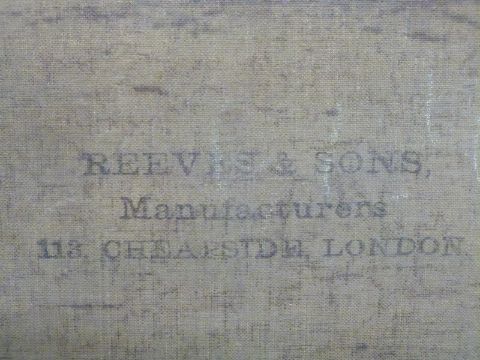 REEVES & SONS,
Manufacturers
113, CHEAPSIDE, LONDON.